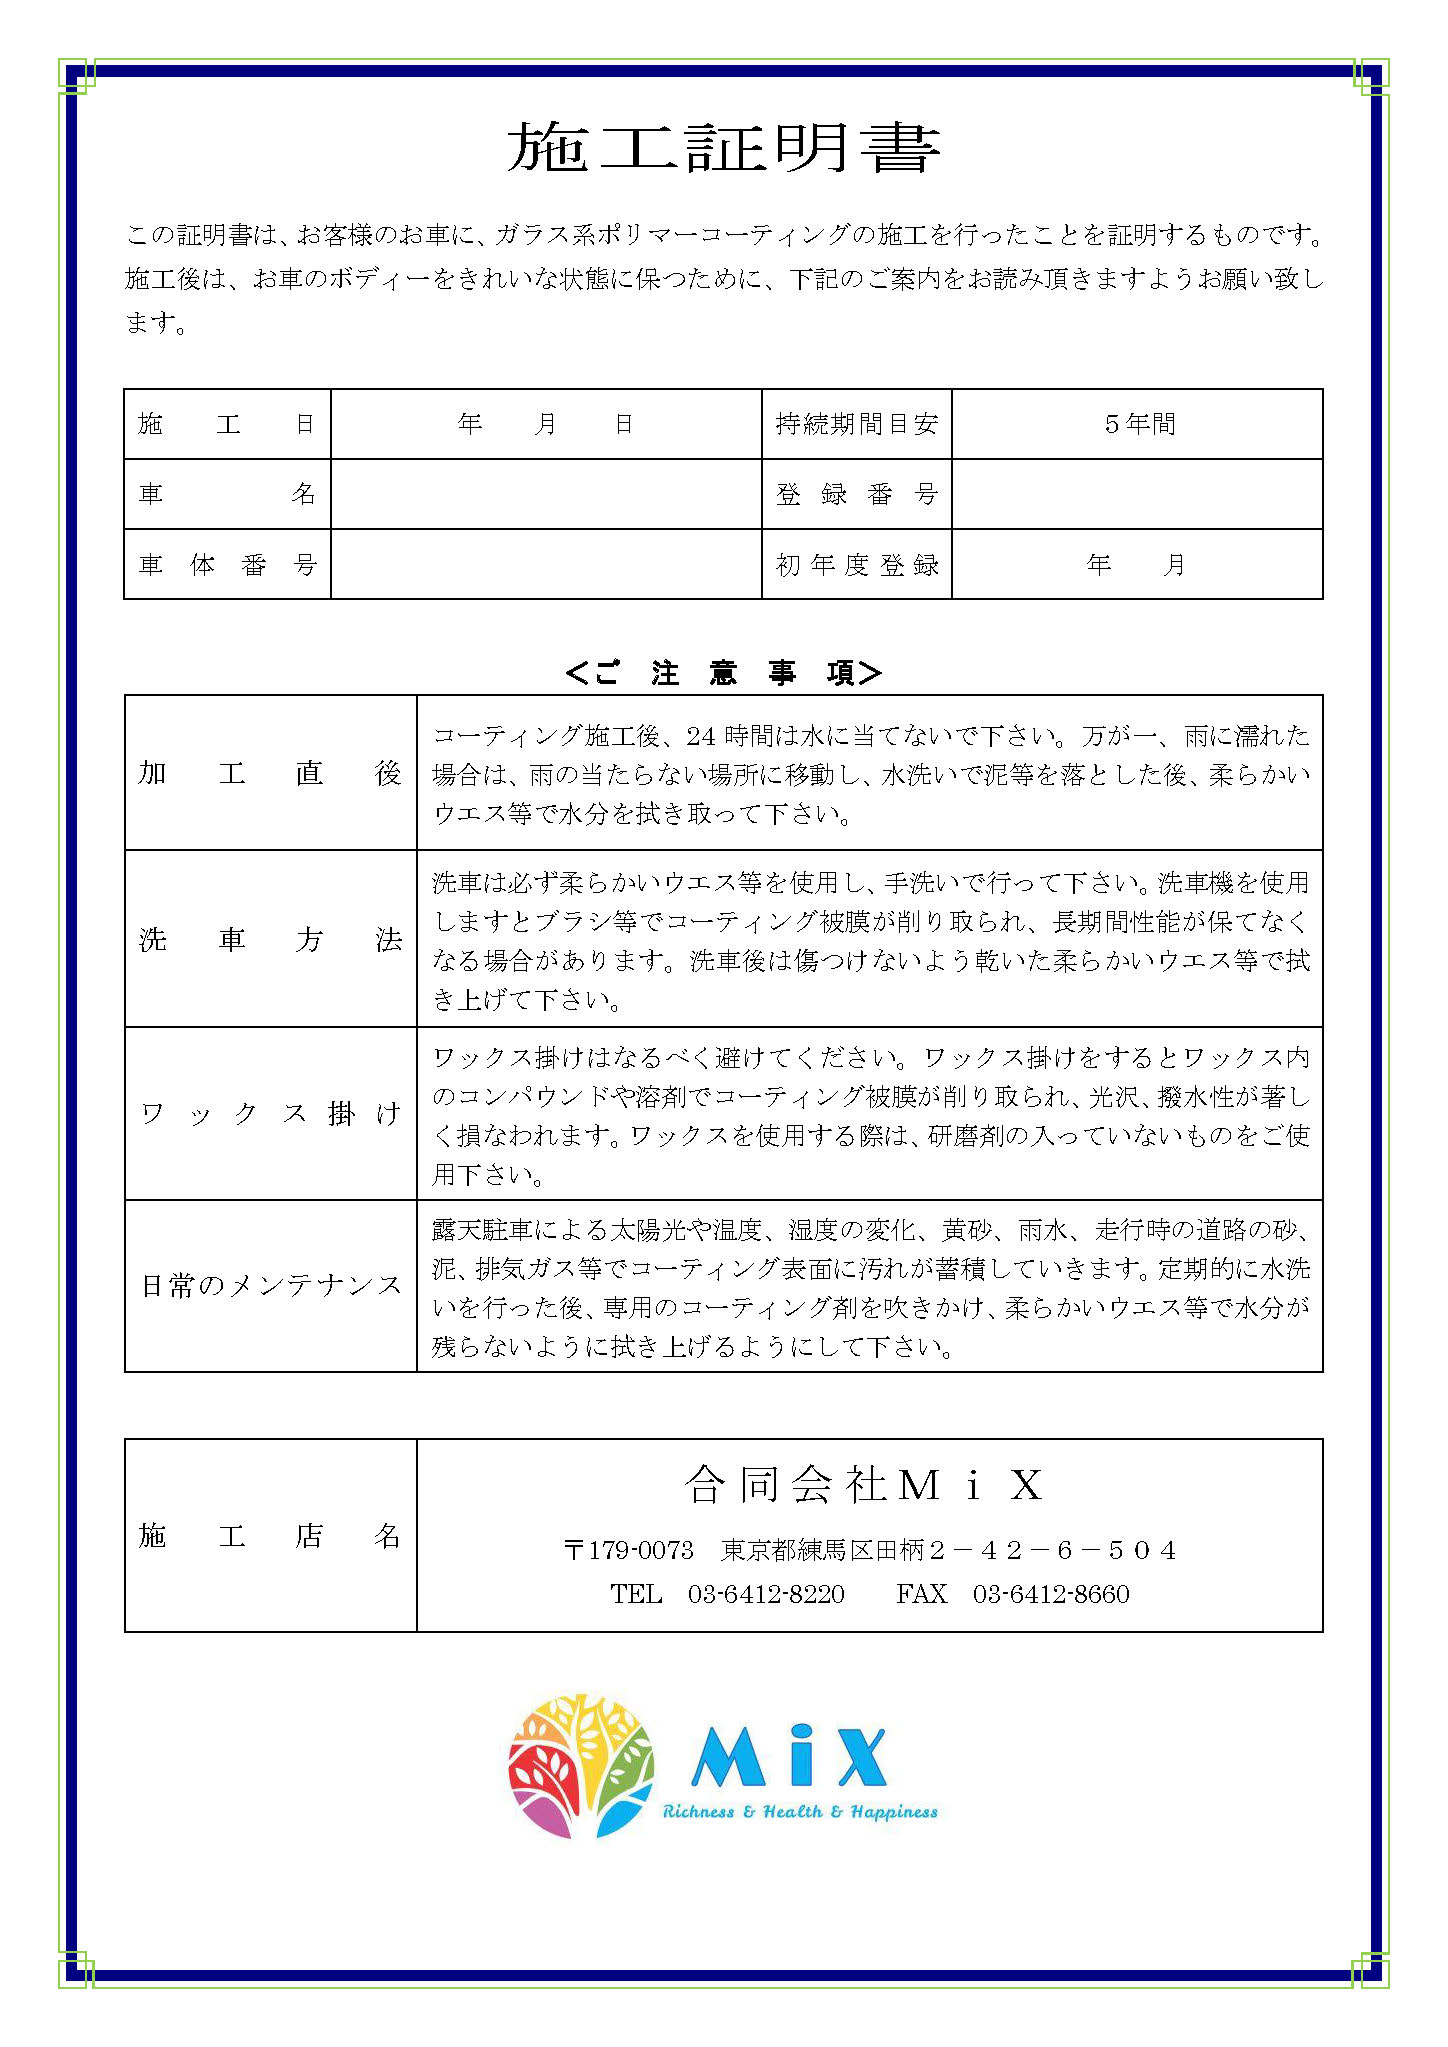 施工証明書
この証明書は、お客様のお車に、ガラス系ポリマーコーティングの施工を行ったことを証明するものです。
施工後は、お車のボディーをきれいな状態に保つために、下記のご案内をお読み頂きますようお願い致し
ます。
施工日 年 月 日 持続期間目安 5年間
車名 登録番号
車体番号 初年度登録 年 月
＜ご注意事項＞
加工直後
コーティング施工後、24 時間は水に当てないで下さい。万が一、雨に濡れた
場合は、雨の当たらない場所に移動し、水洗いで泥等を落とした後、柔らかい
ウエス等で水分を拭き取って下さい。
洗車方法
洗車は必ず柔らかいウエス等を使用し、手洗いで行って下さい。洗車機を使用
しますとブラシ等でコーティング被膜が削り取られ、長期間性能が保てなく
なる場合があります。洗車後は傷つけないよう乾いた柔らかいウエス等で拭
き上げて下さい。
ワックス掛け
ワックス掛けはなるべく避けてください。ワックス掛けをするとワックス内
のコンパウンドや溶剤でコーティング被膜が削り取られ、光沢、撥水性が著し
く損なわれます。ワックスを使用する際は、研磨剤の入っていないものをご使
用下さい。
日常のメンテナンス
露天駐車による太陽光や温度、湿度の変化、黄砂、雨水、走行時の道路の砂、
泥、排気ガス等でコーティング表面に汚れが蓄積していきます。定期的に水洗
いを行った後、専用のコーティング剤を吹きかけ、柔らかいウエス等で水分が
残らないように拭き上げるようにして下さい。
施工店名
合同会社ＭｉＸ
〒179-0073　東京都練馬区田柄２－４２－６－５０４
TEL　03-6412-8220　　FAX　03-6412-8660
MiX
Richness & Health & Happiness